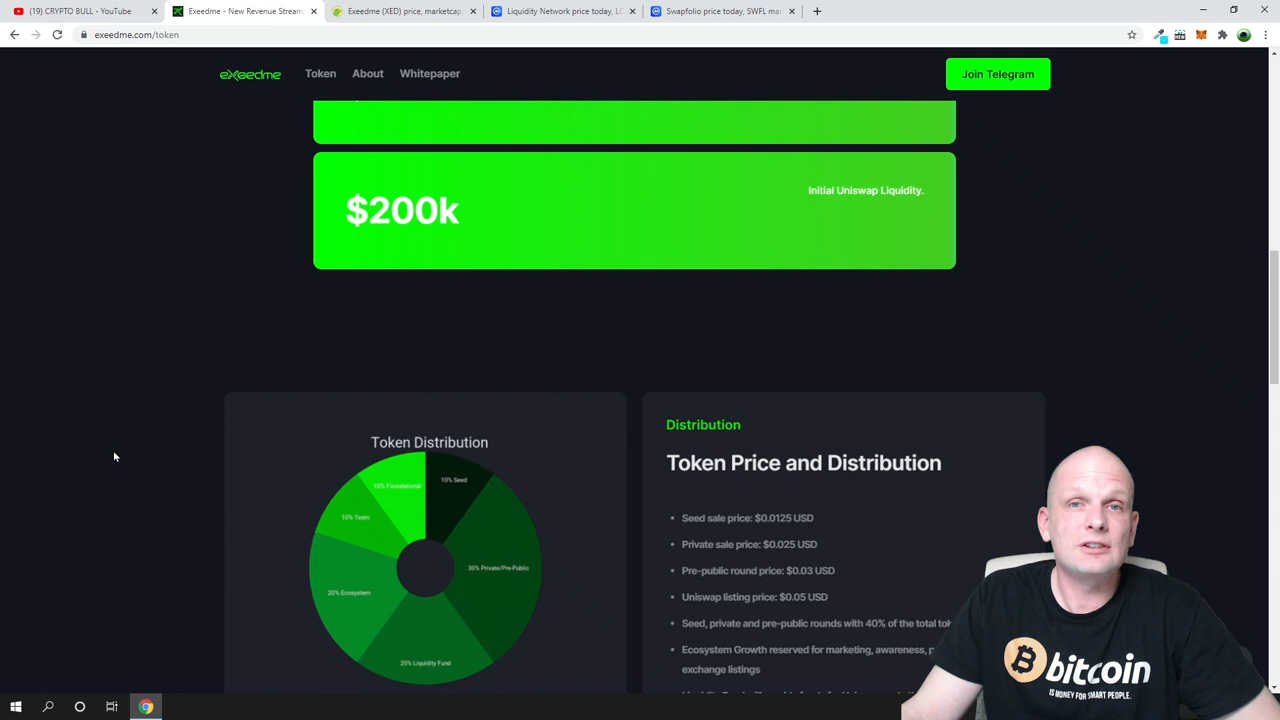 (19) CRYPTO BULL - YouTube
Exeedme - New Revenue Stream
Exeedme (XED) price, marketcap
Liquidity Network price today, LC
Swapfolio price today, SWFL mar
exeedme.com/token
exeedme
Token
About
Whitepaper
Join Telegram
$200k
Initial Uniswap Liquidity.
Token Distribution
10% Foundational
10% Seed
10% Team
30% Private/Pre-Public
20% Ecosystem
20% Liquidity Fund
Distribution
Token Price and Distribution
Seed sale price: $0.0125 USD
Private sale price: $0.025 USD
Pre-public round price: $0.03 USD
Uniswap listing price: $0.05 USD
Seed, private and pre-public rounds with 40% of the total tok
Ecosystem Growth reserved for marketing, awareness, p
exchange listings
bitcoin
IS MONEY FOR SMART PEOPLE.